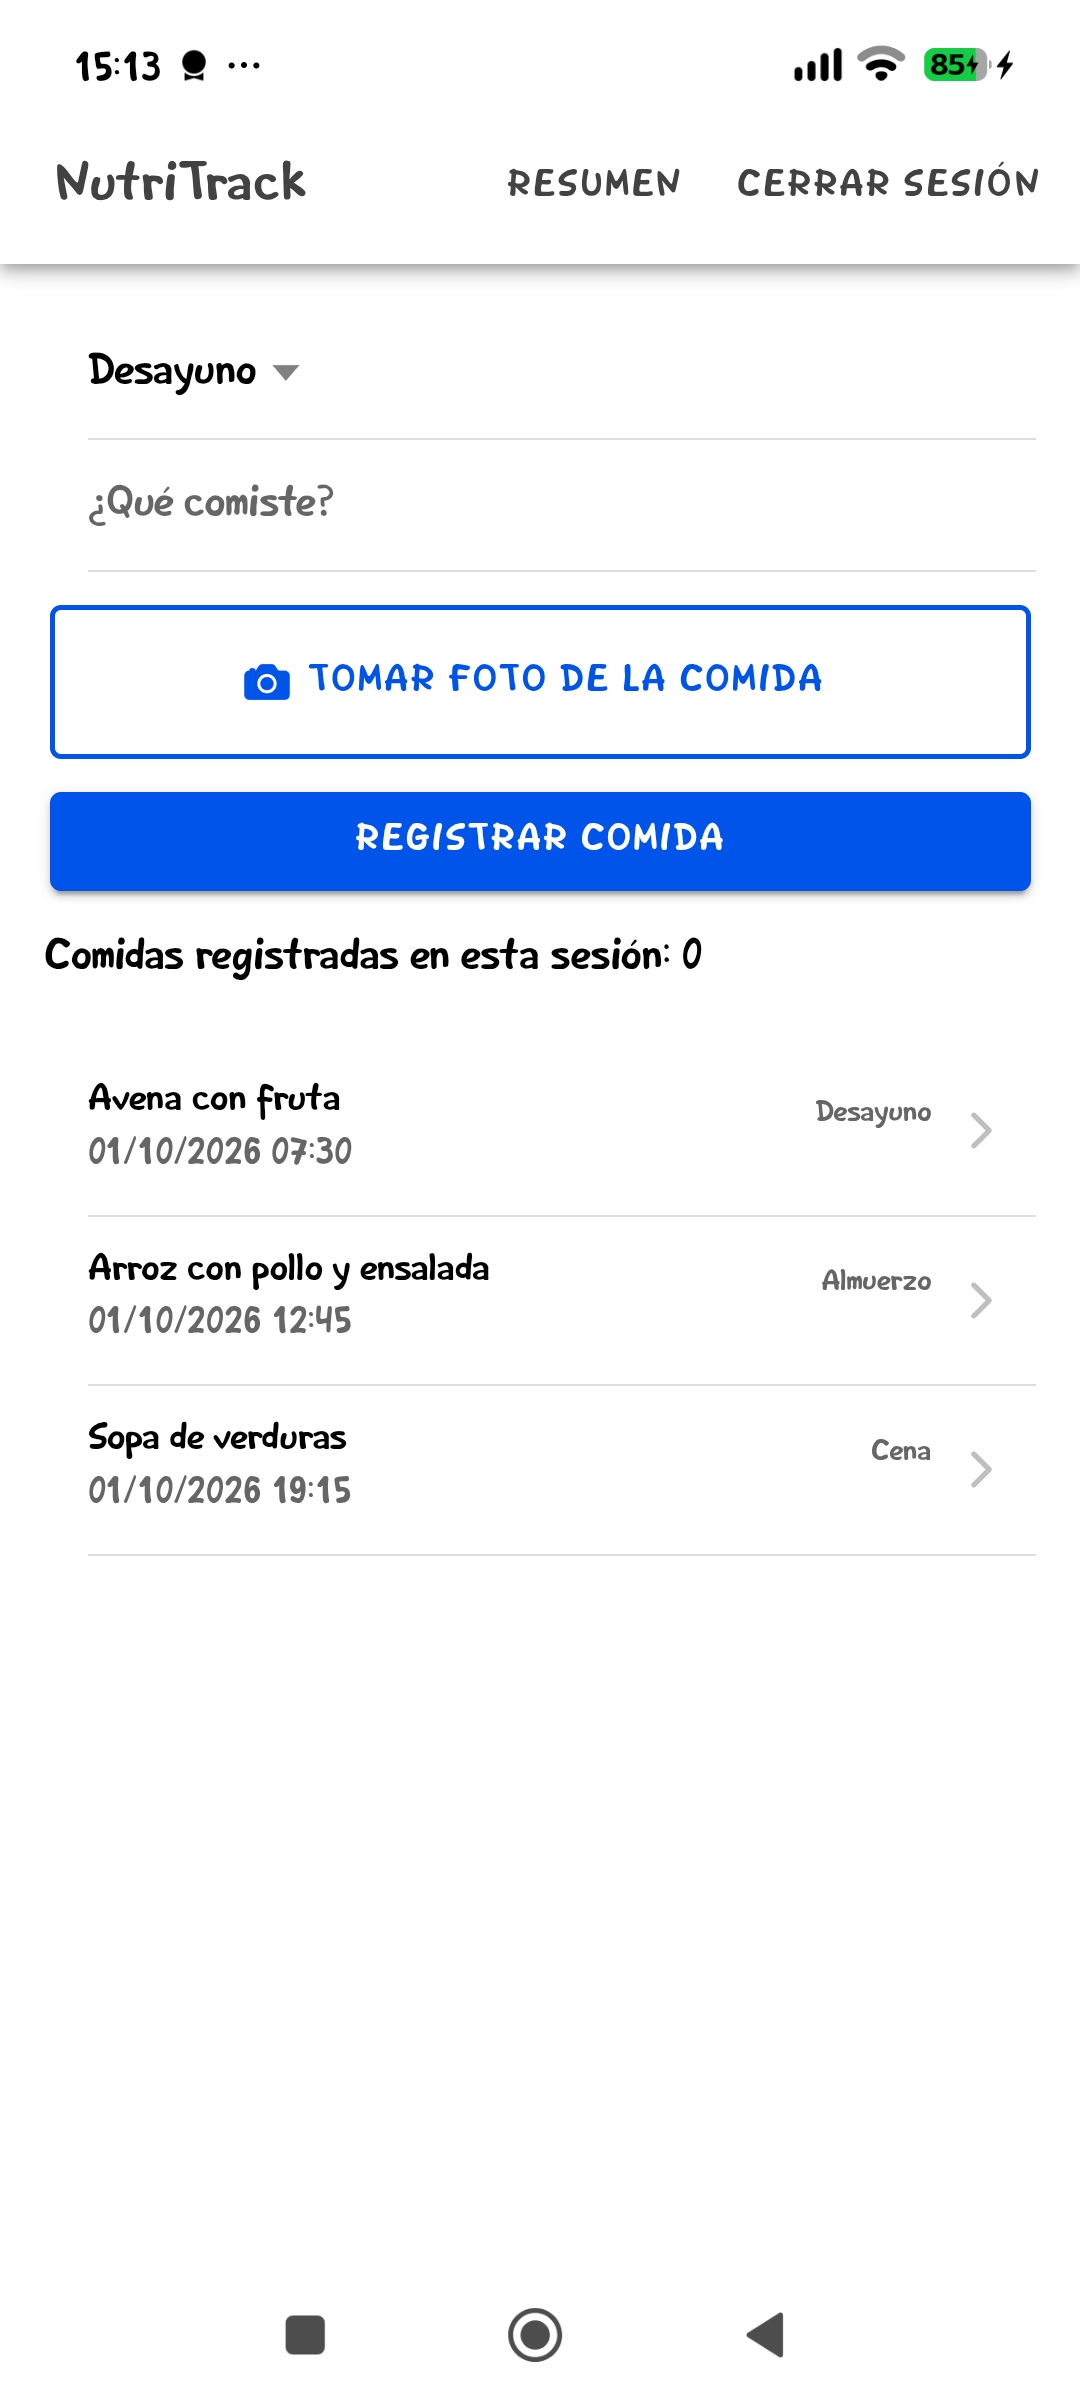 15:13 ...
85
NutriTrack RESUMEN CERRAR SESIÓN
Desayuno
¿Qué comiste?
TOMAR FOTO DE LA COMIDA
REGISTRAR COMIDA
Comidas registradas en esta sesión: 0
Avena con fruta Desayuno
01/10/2026 07:30
Arroz con pollo y ensalada Almuerzo
01/10/2026 12:45
Sopa de verduras Cena
01/10/2026 19:15